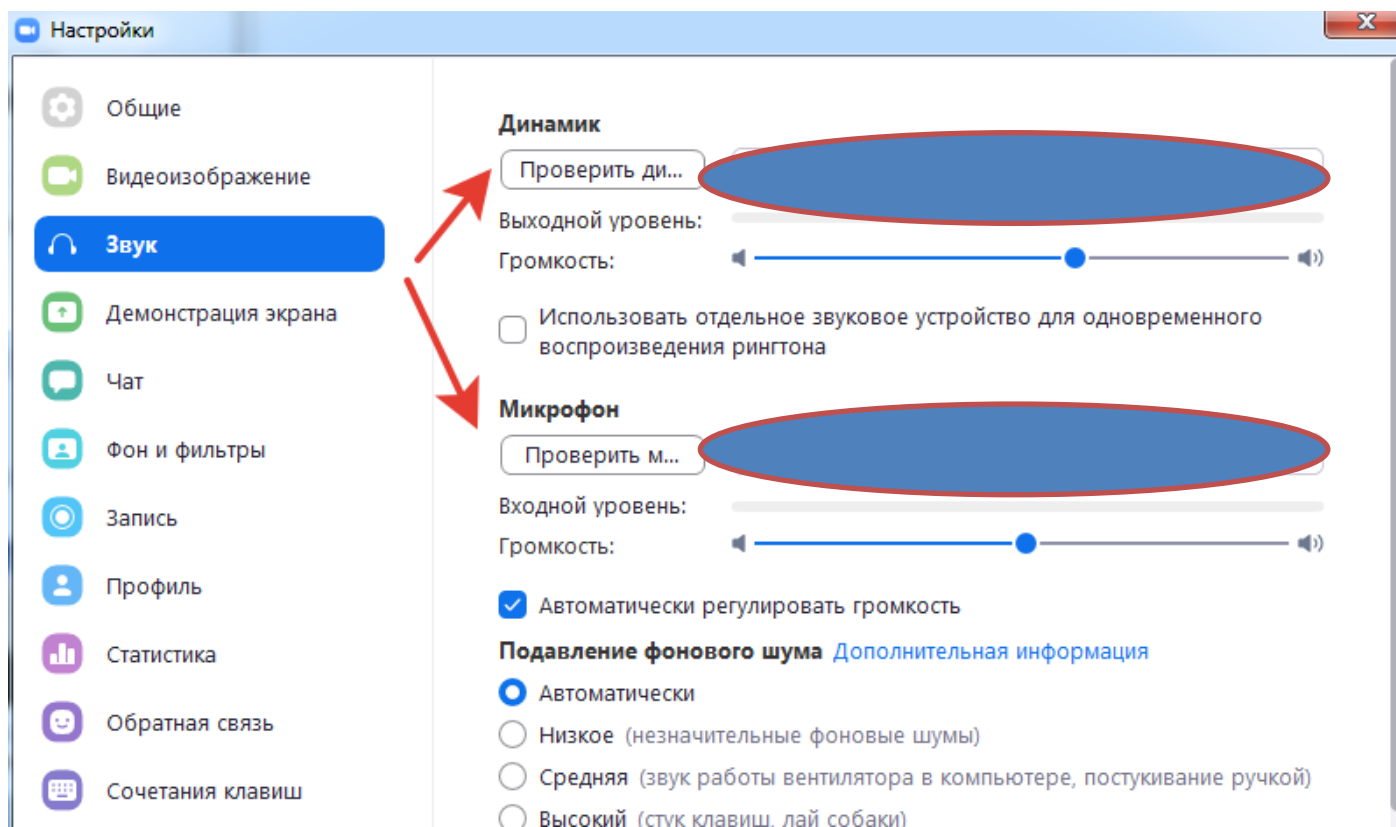 Настройки
Общие
Видеоизображение
Звук
Демонстрация экрана
Чат
Фон и фильтры
Запись
Профиль
Статистика
Обратная связь
Сочетания клавиш
Динамик
Проверить ди...
Выходной уровень:
Громкость:
Использовать отдельное звуковое устройство для одновременного
воспроизведения рингтона
Микрофон
Проверить м...
Входной уровень:
Громкость:
Автоматически регулировать громкость
Подавление фонового шума Дополнительная информация
Автоматически
Низкое (незначительные фоновые шумы)
Средняя (звук работы вентилятора в компьютере, постукивание ручкой)
Высокий (стук клавиш, лай собаки)